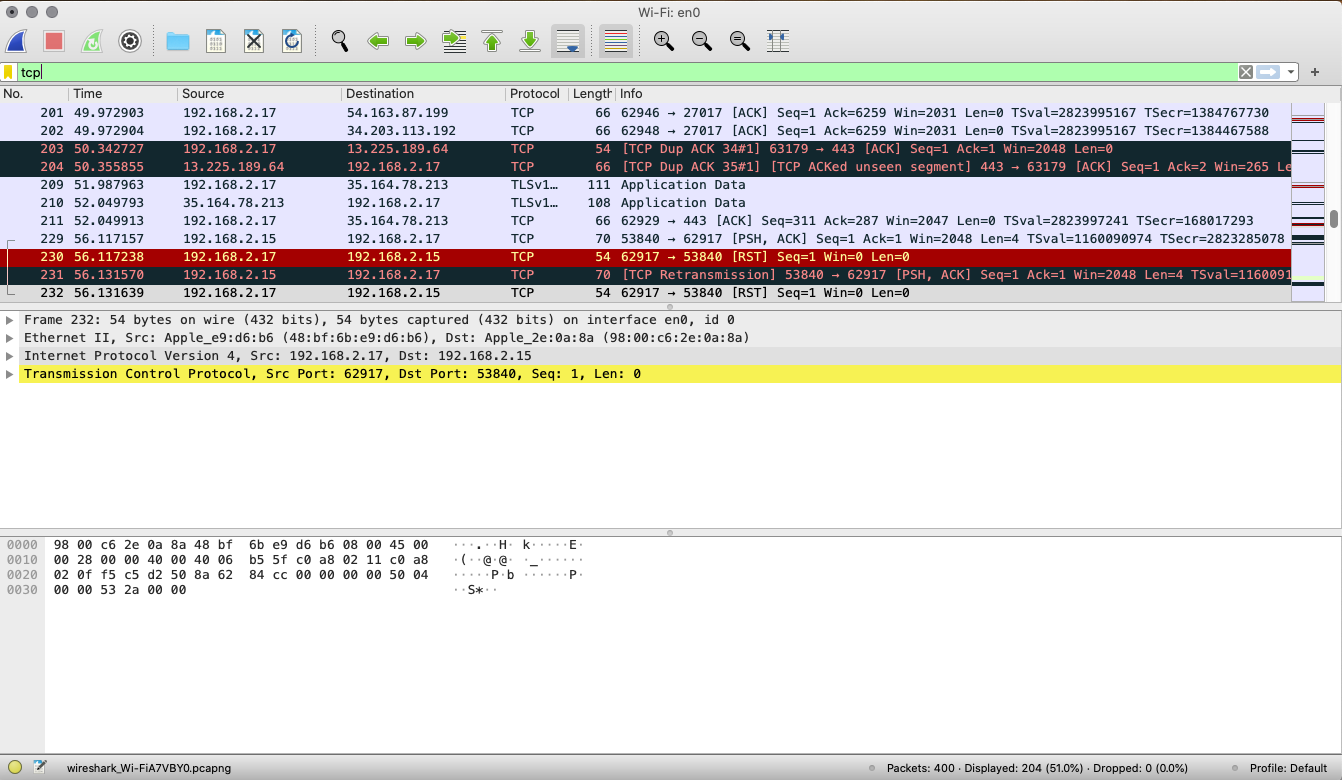 Wi-Fi: en0
tcp
No. Time Source Destination Protocol Length Info
201 49.972903 192.168.2.17 54.163.87.199 TCP 66 62946 → 27017 [ACK] Seq=1 Ack=6259 Win=2031 Len=0 TSval=2823995167 TSecr=1384767730
202 49.972904 192.168.2.17 34.203.113.192 TCP 66 62948 → 27017 [ACK] Seq=1 Ack=6259 Win=2031 Len=0 TSval=2823995167 TSecr=1384467588
203 50.342727 192.168.2.17 13.225.189.64 TCP 54 [TCP Dup ACK 34#1] 63179 → 443 [ACK] Seq=1 Ack=1 Win=2048 Len=0
204 50.355855 13.225.189.64 192.168.2.17 TCP 66 [TCP Dup ACK 35#1] [TCP ACKed unseen segment] 443 → 63179 [ACK] Seq=1 Ack=2 Win=265 Le
209 51.987963 192.168.2.17 35.164.78.213 TLSv1… 111 Application Data
210 52.049793 35.164.78.213 192.168.2.17 TLSv1… 108 Application Data
211 52.049913 192.168.2.17 35.164.78.213 TCP 66 62929 → 443 [ACK] Seq=311 Ack=287 Win=2047 Len=0 TSval=2823997241 TSecr=168017293
229 56.117157 192.168.2.15 192.168.2.17 TCP 70 53840 → 62917 [PSH, ACK] Seq=1 Ack=1 Win=2048 Len=4 TSval=1160090974 TSecr=2823285078
230 56.117238 192.168.2.17 192.168.2.15 TCP 54 62917 → 53840 [RST] Seq=1 Win=0 Len=0
231 56.131570 192.168.2.15 192.168.2.17 TCP 70 [TCP Retransmission] 53840 → 62917 [PSH, ACK] Seq=1 Ack=1 Win=2048 Len=4 TSval=1160091
232 56.131639 192.168.2.17 192.168.2.15 TCP 54 62917 → 53840 [RST] Seq=1 Win=0 Len=0
Frame 232: 54 bytes on wire (432 bits), 54 bytes captured (432 bits) on interface en0, id 0
Ethernet II, Src: Apple_e9:d6:b6 (48:bf:6b:e9:d6:b6), Dst: Apple_2e:0a:8a (98:00:c6:2e:0a:8a)
Internet Protocol Version 4, Src: 192.168.2.17, Dst: 192.168.2.15
Transmission Control Protocol, Src Port: 62917, Dst Port: 53840, Seq: 1, Len: 0
0000 98 00 c6 2e 0a 8a 48 bf 6b e9 d6 b6 08 00 45 00 ···.··H· k·····E·
0010 00 28 00 00 40 00 40 06 b5 5f c0 a8 02 11 c0 a8 ·(··@·@· ·_······
0020 02 0f f5 c5 d2 50 8a 62 84 cc 00 00 00 00 50 04 ·····P·b ······P·
0030 00 00 53 2a 00 00 ··S*··
wireshark_Wi-FiA7VBY0.pcapng
Packets: 400 · Displayed: 204 (51.0%) · Dropped: 0 (0.0%)
Profile: Default